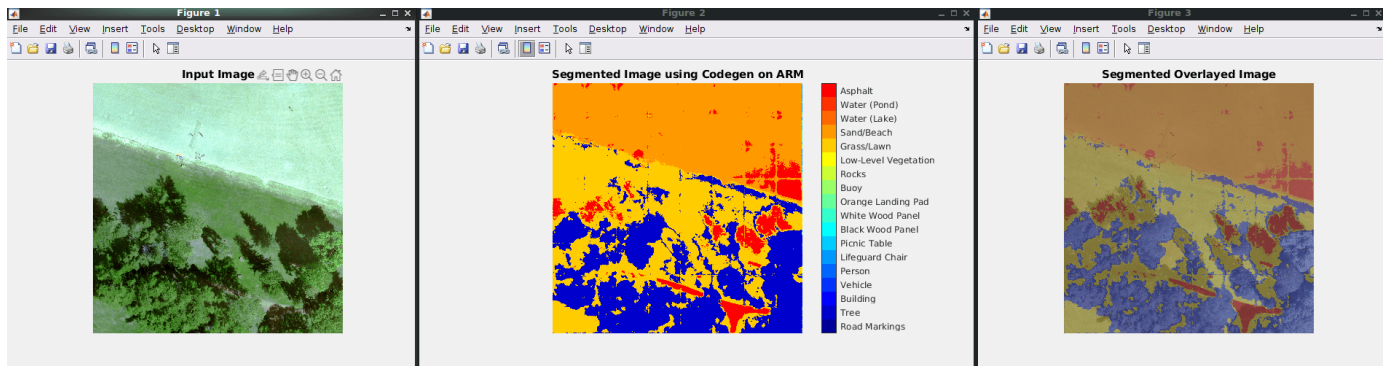 Figure 1
File Edit View Insert Tools Desktop Window Help
Input Image
Figure 2
File Edit View Insert Tools Desktop Window Help
Segmented Image using Codegen on ARM
Asphalt
Water (Pond)
Water (Lake)
Sand/Beach
Grass/Lawn
Low-Level Vegetation
Rocks
Buoy
Orange Landing Pad
White Wood Panel
Black Wood Panel
Picnic Table
Lifeguard Chair
Person
Vehicle
Building
Tree
Road Markings
Figure 3
File Edit View Insert Tools Desktop Window Help
Segmented Overlayed Image